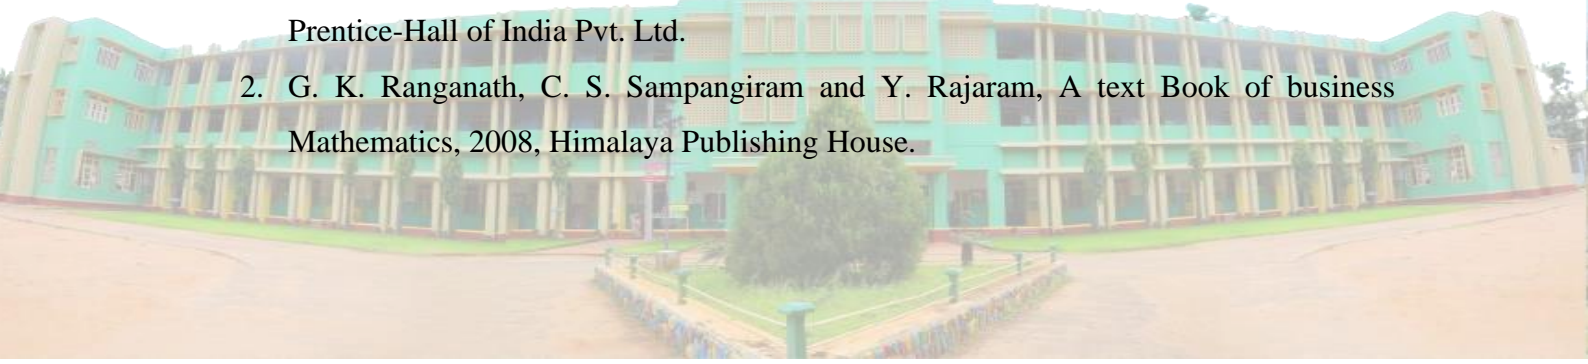 Prentice-Hall of India Pvt. Ltd.
2. G. K. Ranganath, C. S. Sampangiram and Y. Rajaram, A text Book of business
Mathematics, 2008, Himalaya Publishing House.